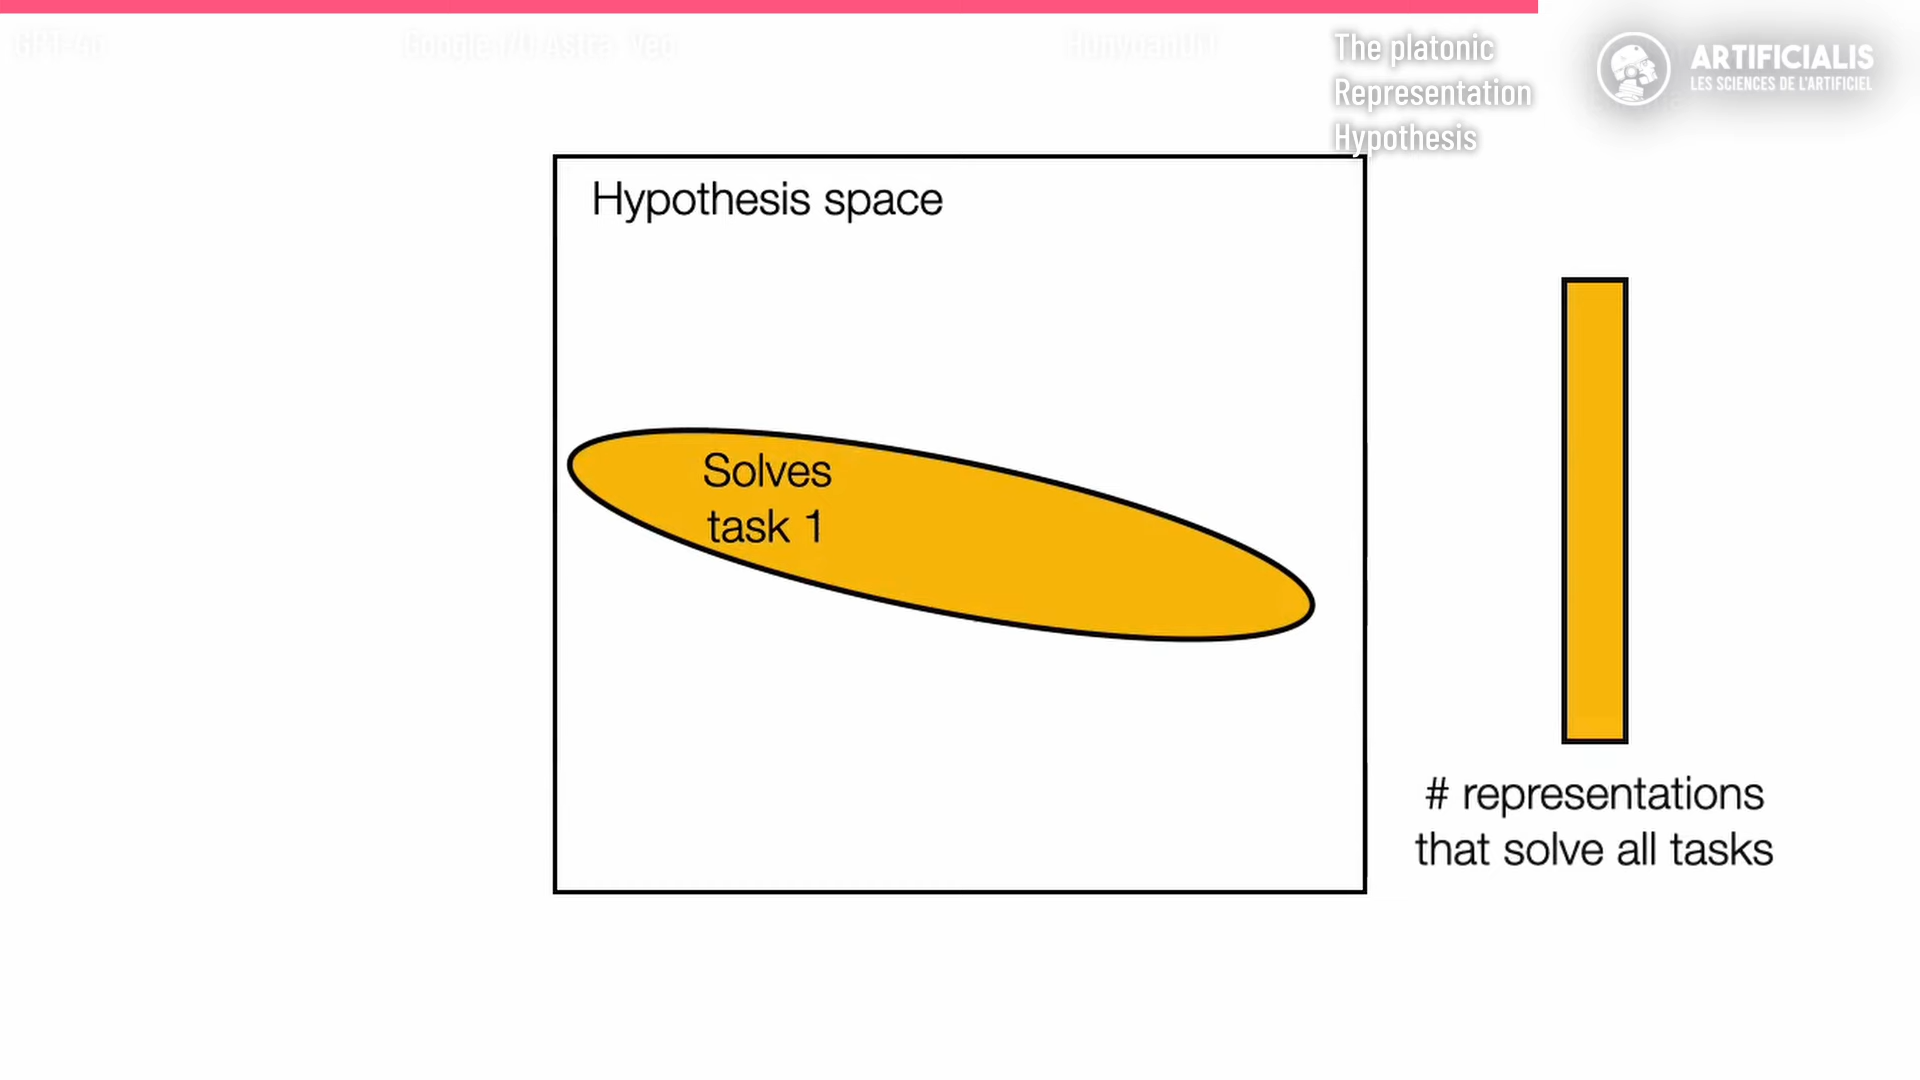 The platonic
Representation
Hypothesis
ARTIFICIALIS
LES SCIENCES DE L'ARTIFICIEL
Hypothesis space
Solves
task 1
# representations
that solve all tasks